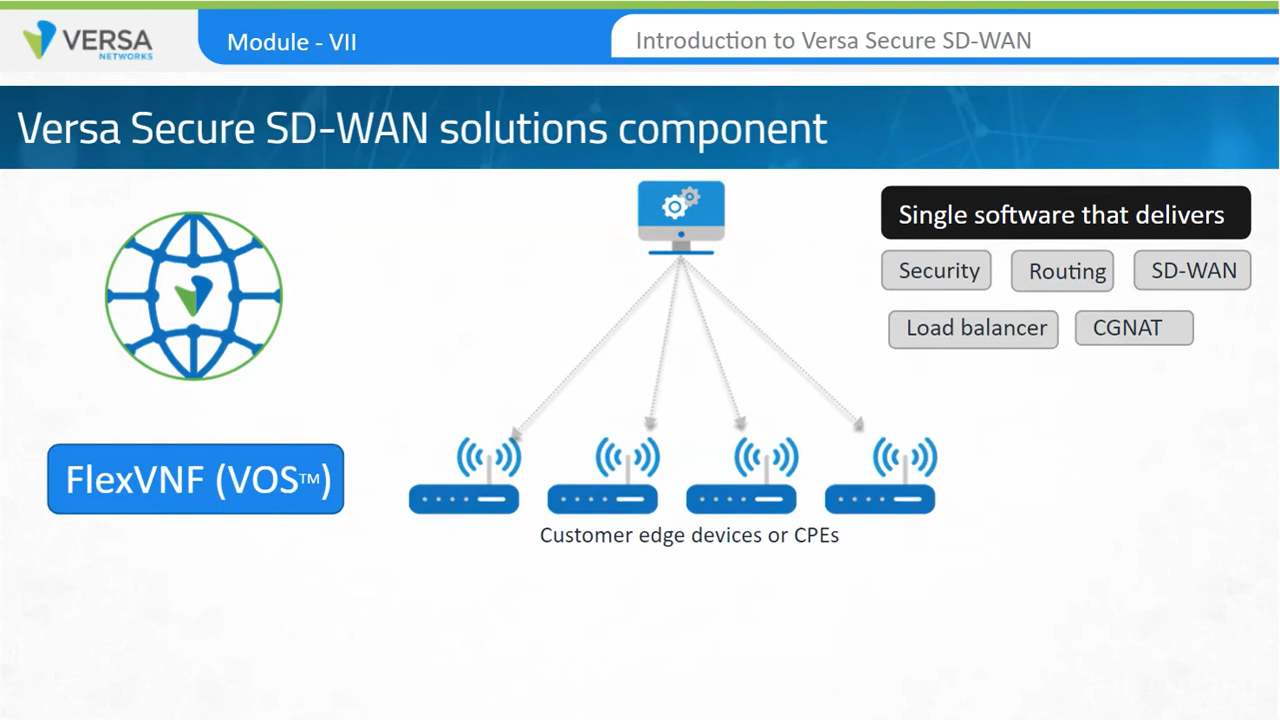 VERSA
NETWORKS
Module - VII
Introduction to Versa Secure SD-WAN
Versa Secure SD-WAN solutions component
Single software that delivers
Security
Routing
SD-WAN
Load balancer
CGNAT
FlexVNF (VOS™)
Customer edge devices or CPEs